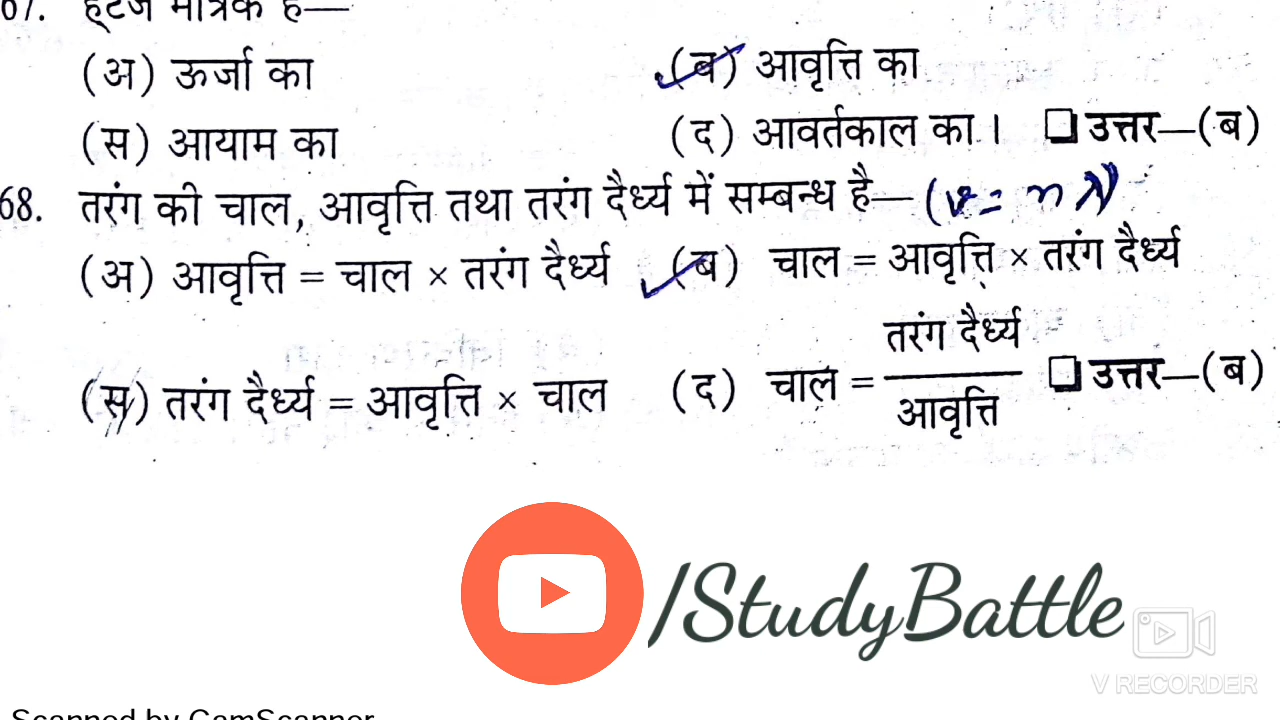 67. हर्ट्ज मात्रक है—
(अ) ऊर्जा का (ब) आवृत्ति का
(स) आयाम का (द) आवर्तकाल का। उत्तर—(ब)
68. तरंग की चाल, आवृत्ति तथा तरंग दैर्ध्य में सम्बन्ध है— (v = n λ)
(अ) आवृत्ति = चाल × तरंग दैर्ध्य (ब) चाल = आवृत्ति × तरंग दैर्ध्य
(स) तरंग दैर्ध्य = आवृत्ति × चाल (द) चाल = तरंग दैर्ध्य / आवृत्ति उत्तर—(ब)
/StudyBattle
V RECORDER
Scanned by CamScanner